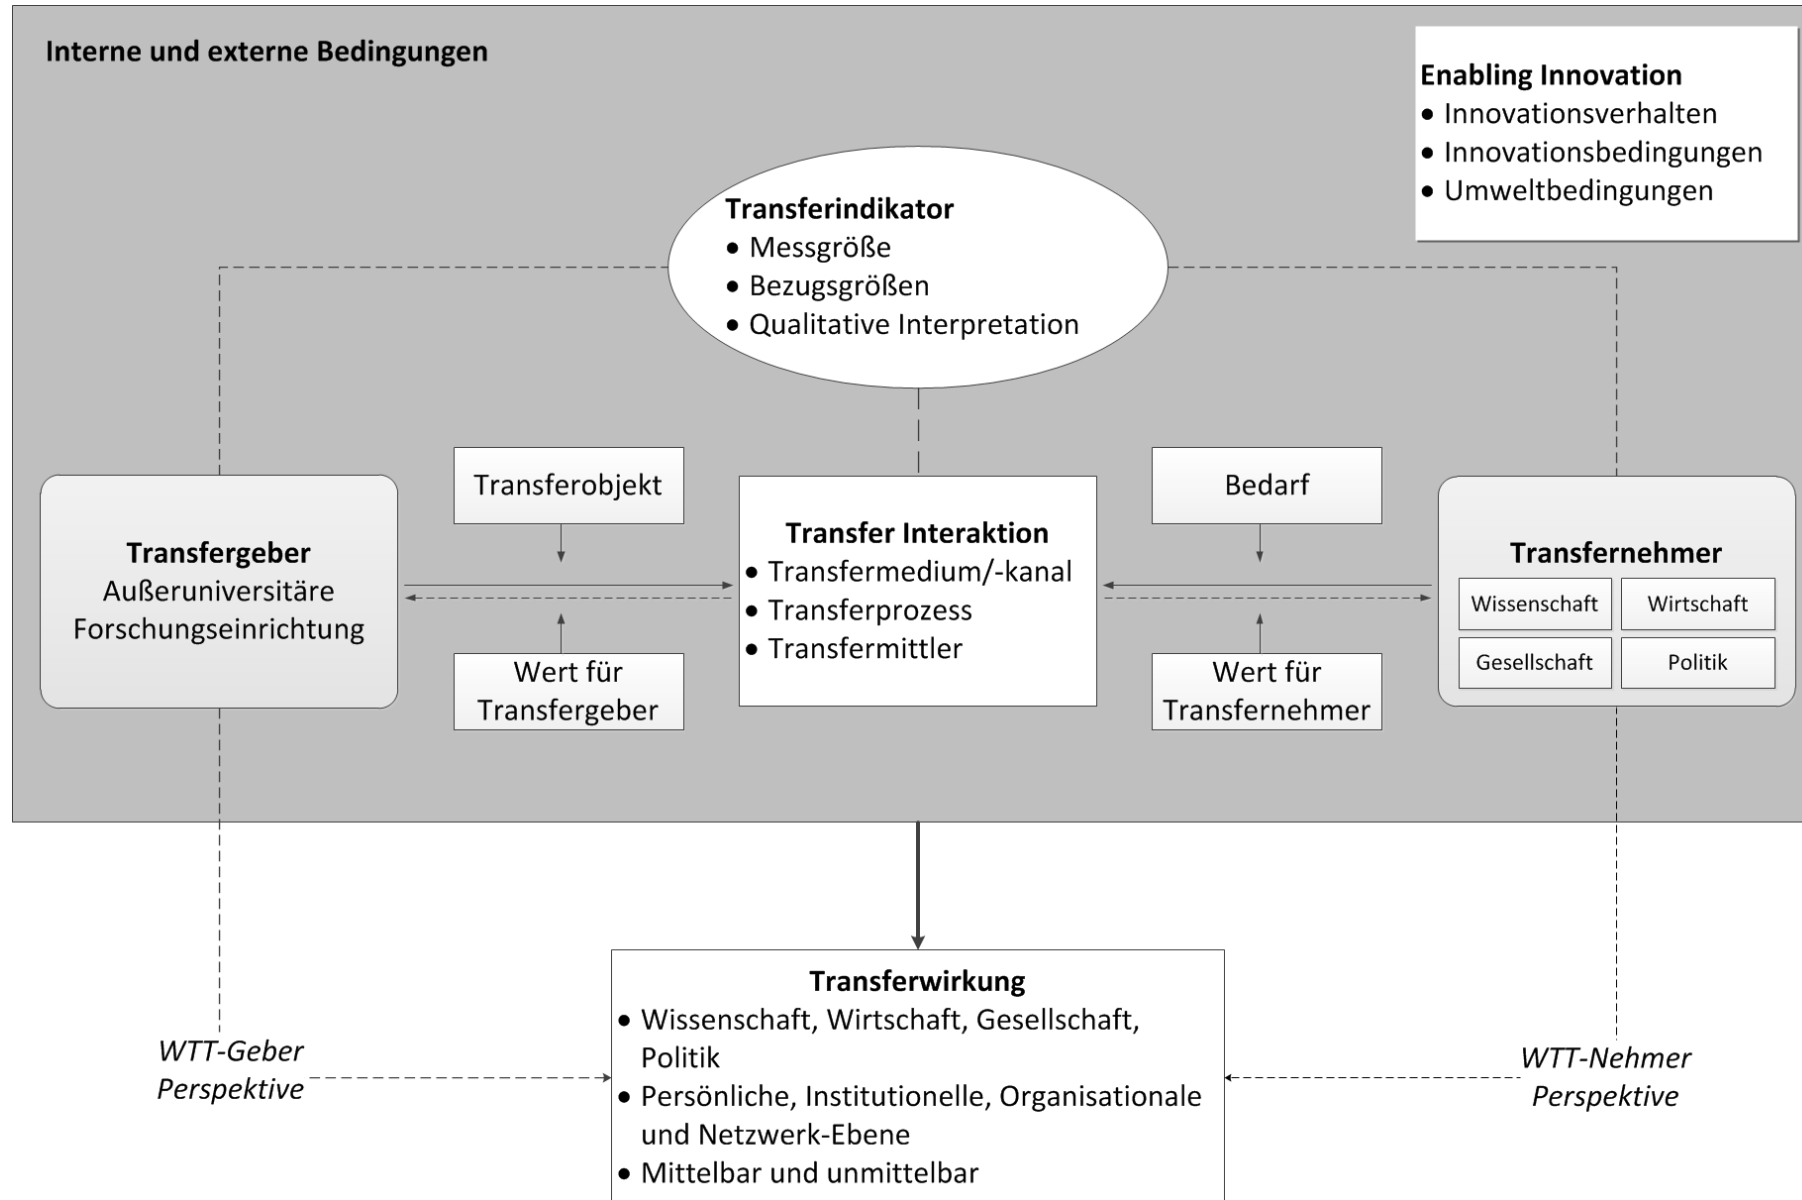 Interne und externe Bedingungen
Enabling Innovation
• Innovationsverhalten
• Innovationsbedingungen
• Umweltbedingungen
Transferindikator
• Messgröße
• Bezugsgrößen
• Qualitative Interpretation
Transfergeber
Außeruniversitäre
Forschungseinrichtung
Transferobjekt
Wert für
Transfergeber
Transfer Interaktion
• Transfermedium/-kanal
• Transferprozess
• Transfermittler
Bedarf
Wert für
Transfernehmer
Transfernehmer
Wissenschaft
Wirtschaft
Gesellschaft
Politik
WTT-Geber
Perspektive
Transferwirkung
• Wissenschaft, Wirtschaft, Gesellschaft,
Politik
• Persönliche, Institutionelle, Organisationale
und Netzwerk-Ebene
• Mittelbar und unmittelbar
WTT-Nehmer
Perspektive